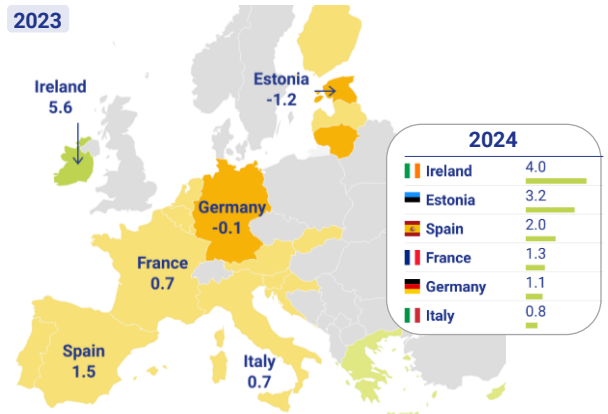 2023
Ireland
5.6
Estonia
-1.2
Germany
-0.1
France
0.7
Spain
1.5
Italy
0.7
2024
Ireland 4.0
Estonia 3.2
Spain 2.0
France 1.3
Germany 1.1
Italy 0.8